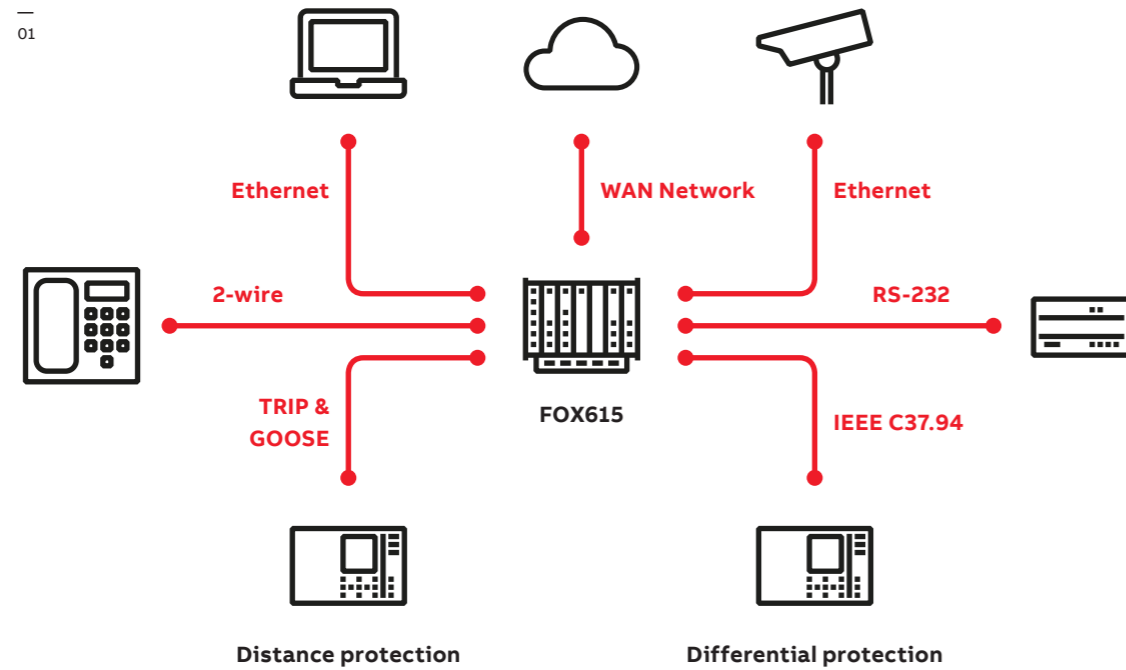 01
Ethernet
WAN Network
Ethernet
2-wire
RS-232
TRIP &
GOOSE
FOX615
IEEE C37.94
Distance protection
Differential protection